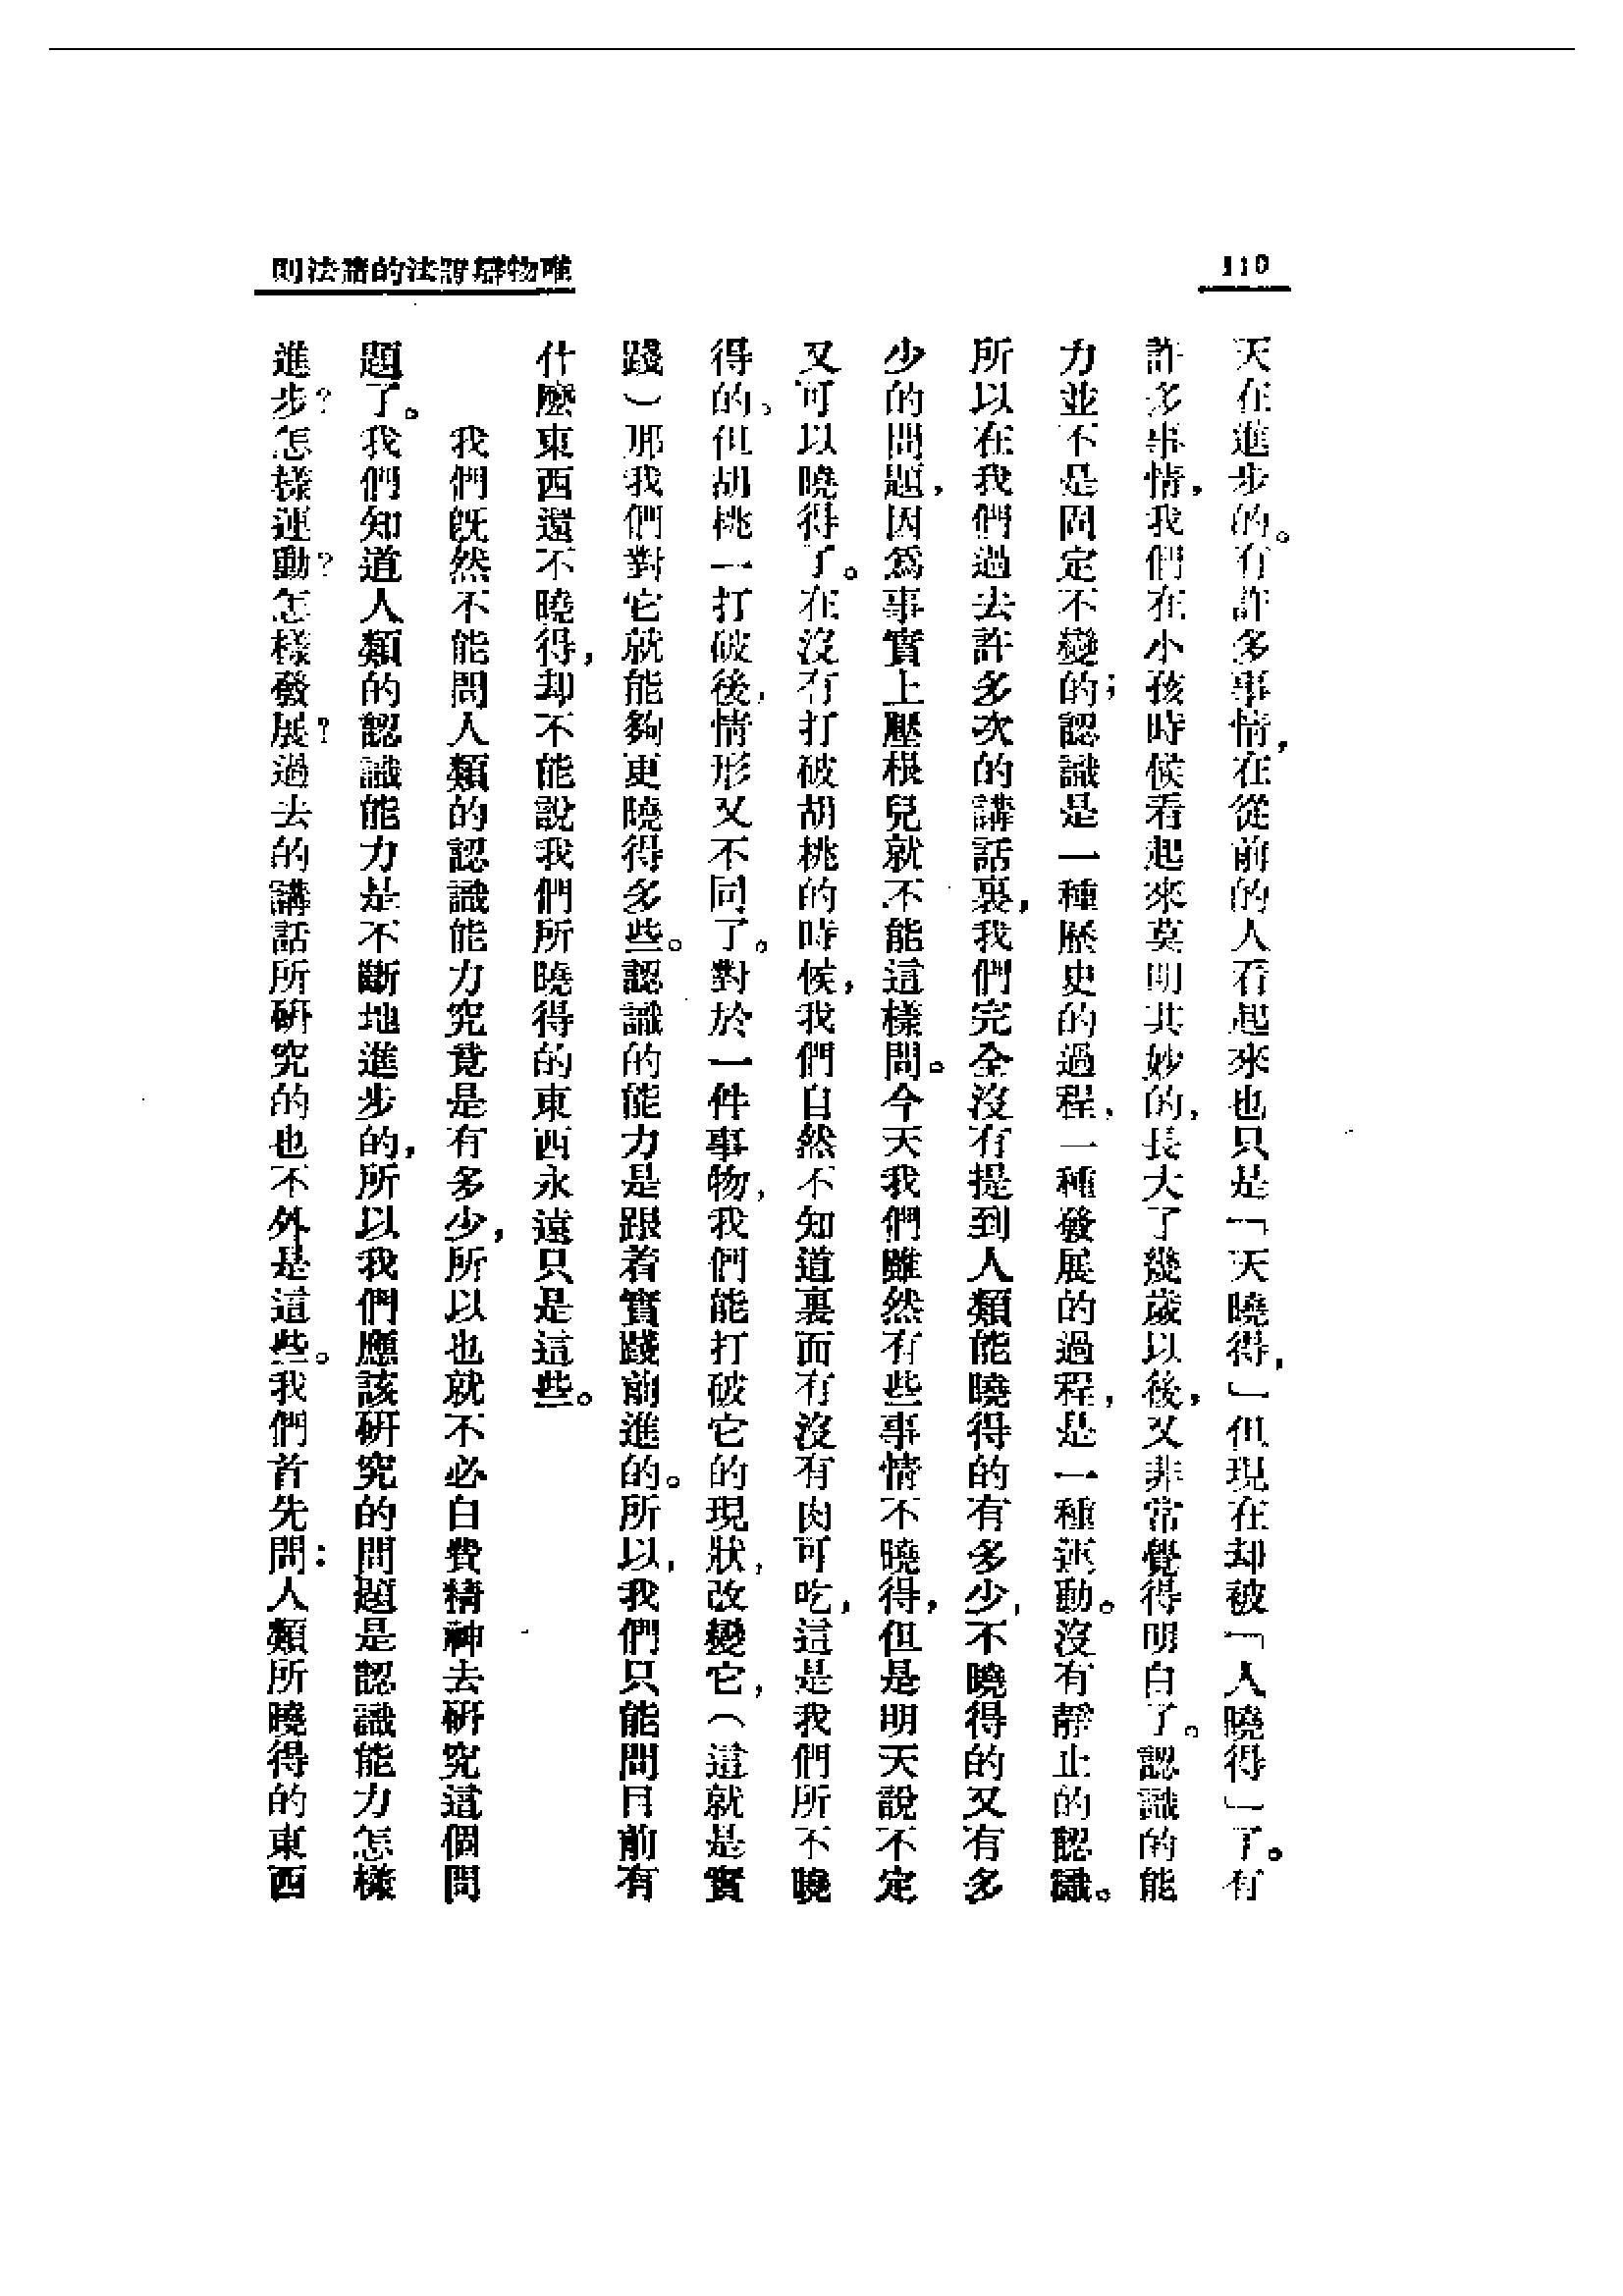 110
唯物辯證法的諸法則
天在進步的。有許多事情,在從前的人看起來也只是「天曉得,」但現在却被「人曉得」了。有
許多事情,我們在小孩時候看起來莫明其妙的,長大了幾歲以後,又非常覺得明白了。認識的能
力並不是固定不變的;認識是一種歷史的過程,一種發展的過程,是一種運動。沒有靜止的認識。
所以在我們過去許多次的講話裏,我們完全沒有提到人類能曉得的有多少,不曉得的又有多
少的問題,因爲事實上壓根兒就不能這樣問。今天我們雖然有些事情不曉得,但是明天說不定
又可以曉得了。在沒有打破胡桃的時候,我們自然不知道裏面有沒有肉可吃,這是我們所不曉
得的。但胡桃一打破後,情形又不同了。對於一件事物,我們能打破它的現狀,改變它,(這就是實
踐)那我們對它就能夠更曉得多些。認識的能力是跟着實踐前進的。所以,我們只能問目前有
什麼東西還不曉得,却不能說我們所曉得的東西永遠只是這些。
我們旣然不能問人類的認識能力究竟是有多少,所以也就不必白費精神去研究這個問
題了。我們知道人類的認識能力是不斷地進步的,所以我們應該研究的問題是認識能力怎樣
進步?怎樣運動?怎樣發展?過去的講話所研究的也不外是這些。我們首先問:人類所曉得的東西